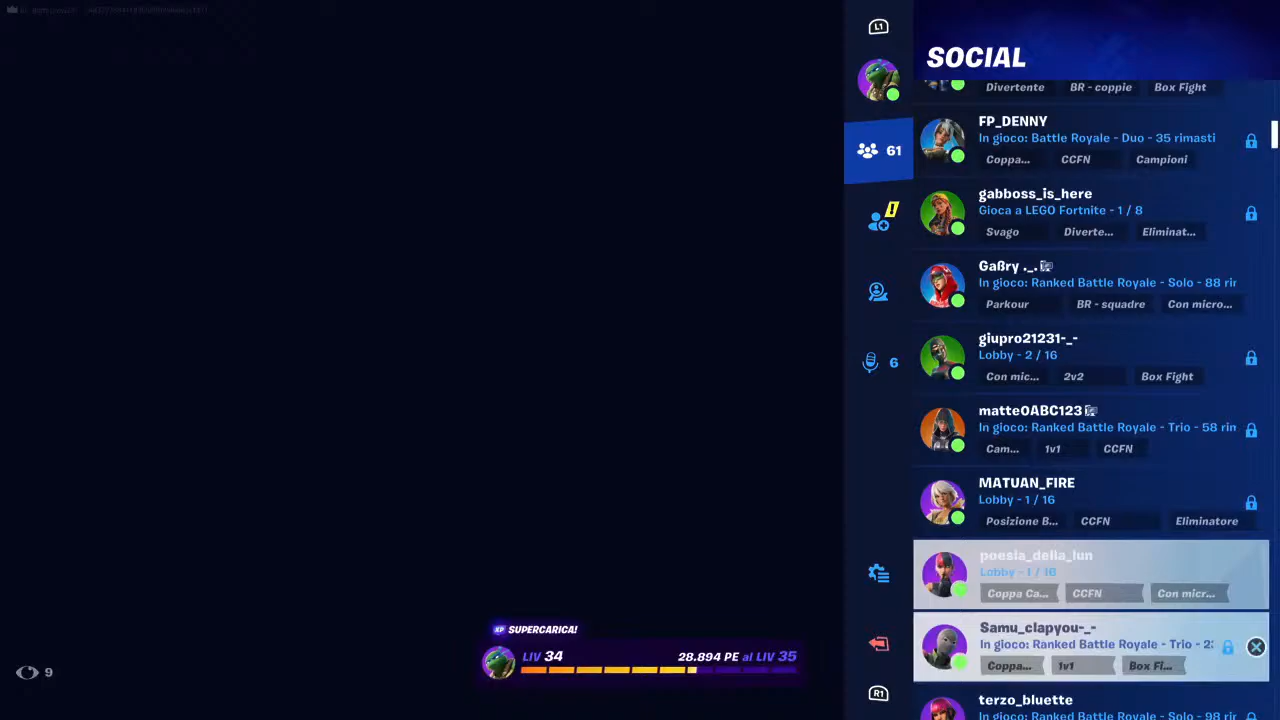 L1
SOCIAL
Divertente BR - coppie Box Fight
61
FP_DENNY
In gioco: Battle Royale - Duo - 35 rimasti
Coppa... CCFN Campioni
gabboss_is_here
Gioca a LEGO Fortnite - 1 / 8
Svago Diverte... Eliminat...
Gaßry ._.
In gioco: Ranked Battle Royale - Solo - 88 rir
Parkour BR - squadre Con micro...
6
giupro21231-_-
Lobby - 2 / 16
Con mic... 2v2 Box Fight
matteOABC123
In gioco: Ranked Battle Royale - Trio - 58 rin
Cam... 1v1 CCFN
MATUAN_FIRE
Lobby - 1 / 16
Posizione B... CCFN Eliminatore
poesia_della_lun
Lobby - 1 / 16
Coppa Ca... CCFN Con micr...
Samu_clapyou-_-
In gioco: Ranked Battle Royale - Trio - 2
Coppa... 1v1 Box Fi...
terzo_bluette
In gioco: Ranked Battle Royale - Solo - 98 rir
R1
XP SUPERCARICA!
LIV 34 28.894 PE al LIV 35
9